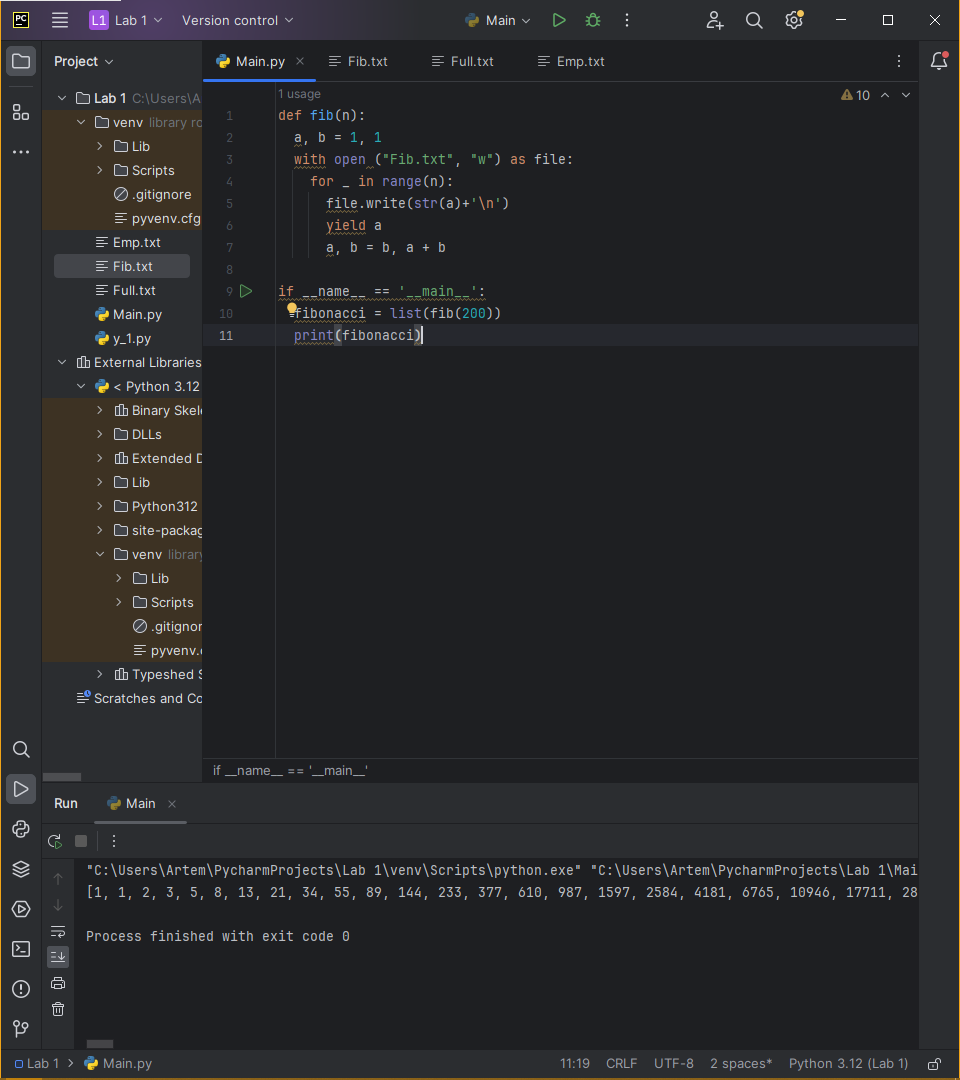 PC L1 Lab 1 Version control Main
Project
Main.py Fib.txt Full.txt Emp.txt
Lab 1 C:\Users\A
venv library ro
Lib
Scripts
.gitignore
pyvenv.cfg
Emp.txt
Fib.txt
Full.txt
Main.py
y_1.py
External Libraries
< Python 3.12
Binary Skele
DLLs
Extended D
Lib
Python312
site-packag
venv library
Lib
Scripts
.gitignor
pyvenv.c
Typeshed S
Scratches and Co
1 usage
10
1 def fib(n):
2 a, b = 1, 1
3 with open ("Fib.txt", "w") as file:
4 for _ in range(n):
5 file.write(str(a)+'\n')
6 yield a
7 a, b = b, a + b
8
9 if __name__ == '__main__':
10 fibonacci = list(fib(200))
11 print(fibonacci)
if __name__ == '__main__'
Run Main
"C:\Users\Artem\PycharmProjects\Lab 1\venv\Scripts\python.exe" "C:\Users\Artem\PycharmProjects\Lab 1\Mai
[1, 1, 2, 3, 5, 8, 13, 21, 34, 55, 89, 144, 233, 377, 610, 987, 1597, 2584, 4181, 6765, 10946, 17711, 28
Process finished with exit code 0
Lab 1 > Main.py 11:19 CRLF UTF-8 2 spaces* Python 3.12 (Lab 1)